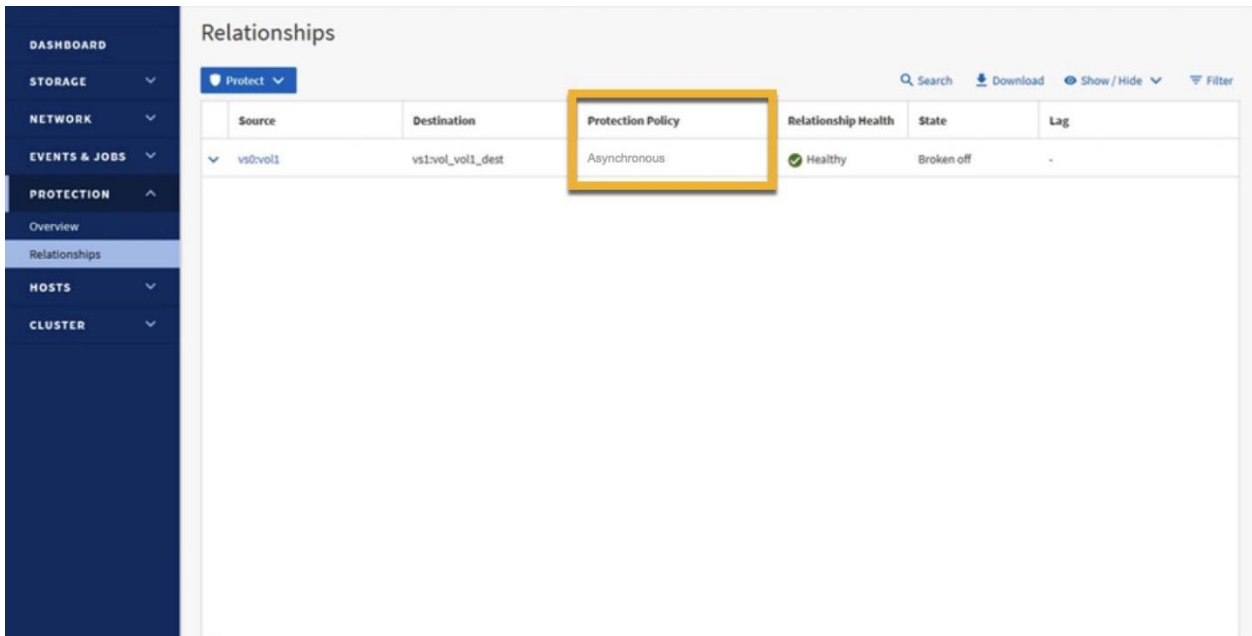 Relationships
DASHBOARD
STORAGE
NETWORK
EVENTS & JOBS
PROTECTION
Overview
Relationships
HOSTS
CLUSTER
Protect
Search Download Show / Hide Filter
Source Destination Protection Policy Relationship Health State Lag
vs0:vol1 vs1:vol_vol1_dest Asynchronous Healthy Broken off -